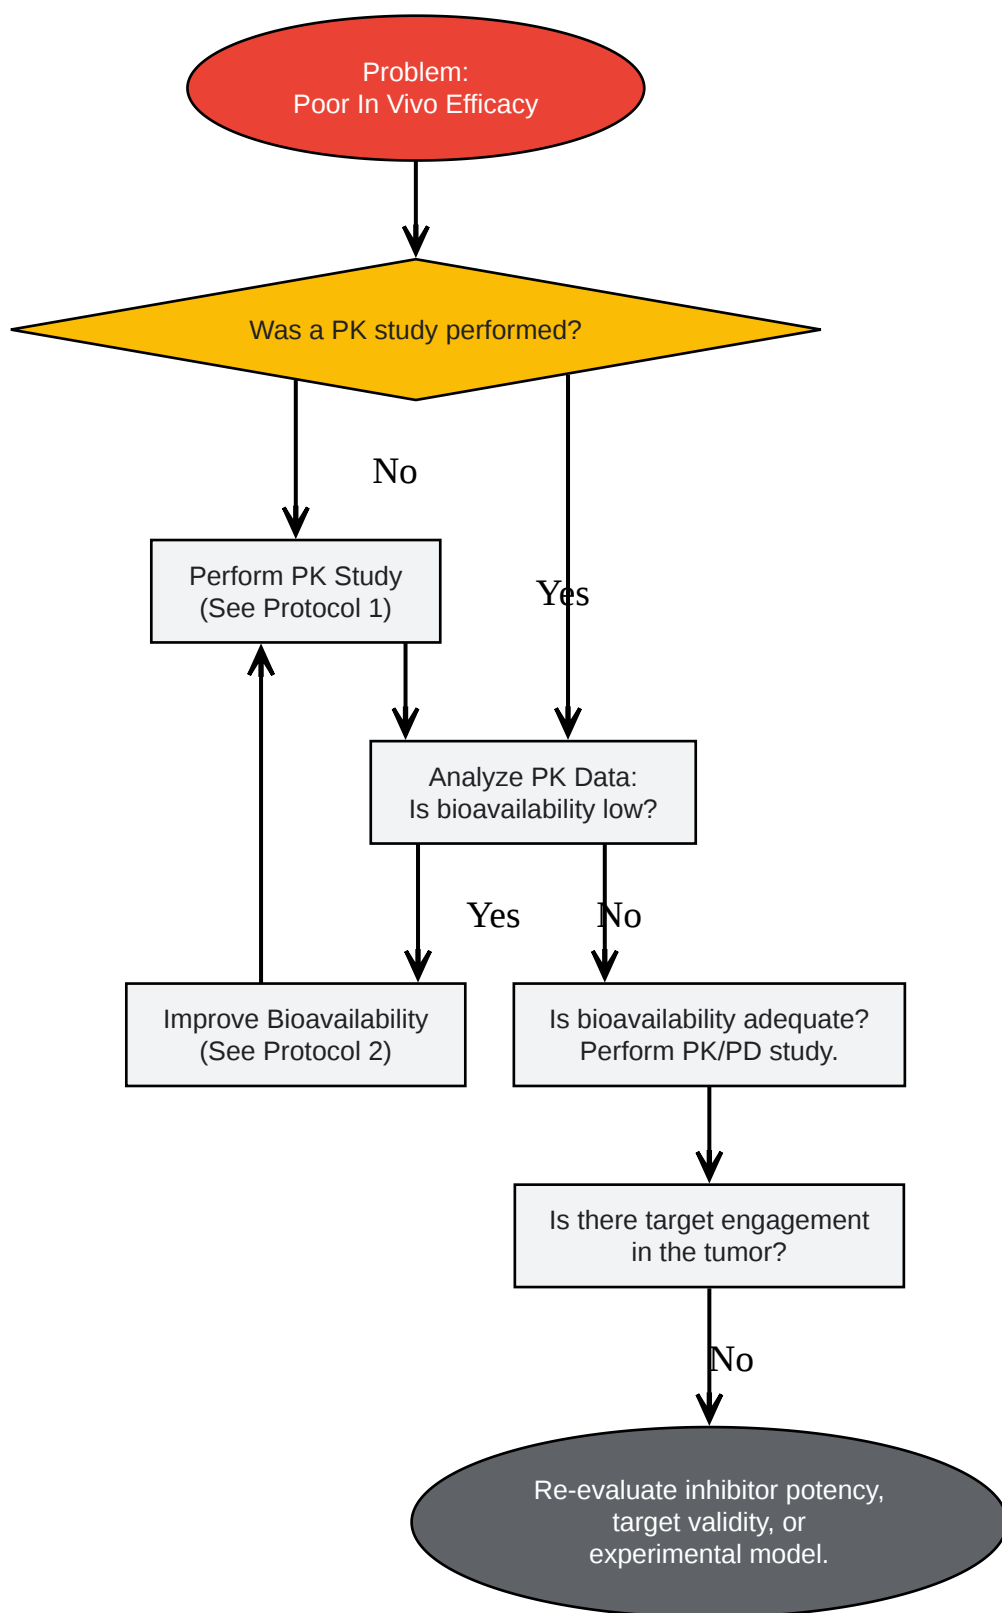 Problem:
Poor In Vivo Efficacy
Was a PK study performed?
No
Perform PK Study
(See Protocol 1)
Yes
Analyze PK Data:
Is bioavailability low?
Yes
No
Improve Bioavailability
(See Protocol 2)
Is bioavailability adequate?
Perform PK/PD study.
Is there target engagement
in the tumor?
No
Re-evaluate inhibitor potency,
target validity, or
experimental model.